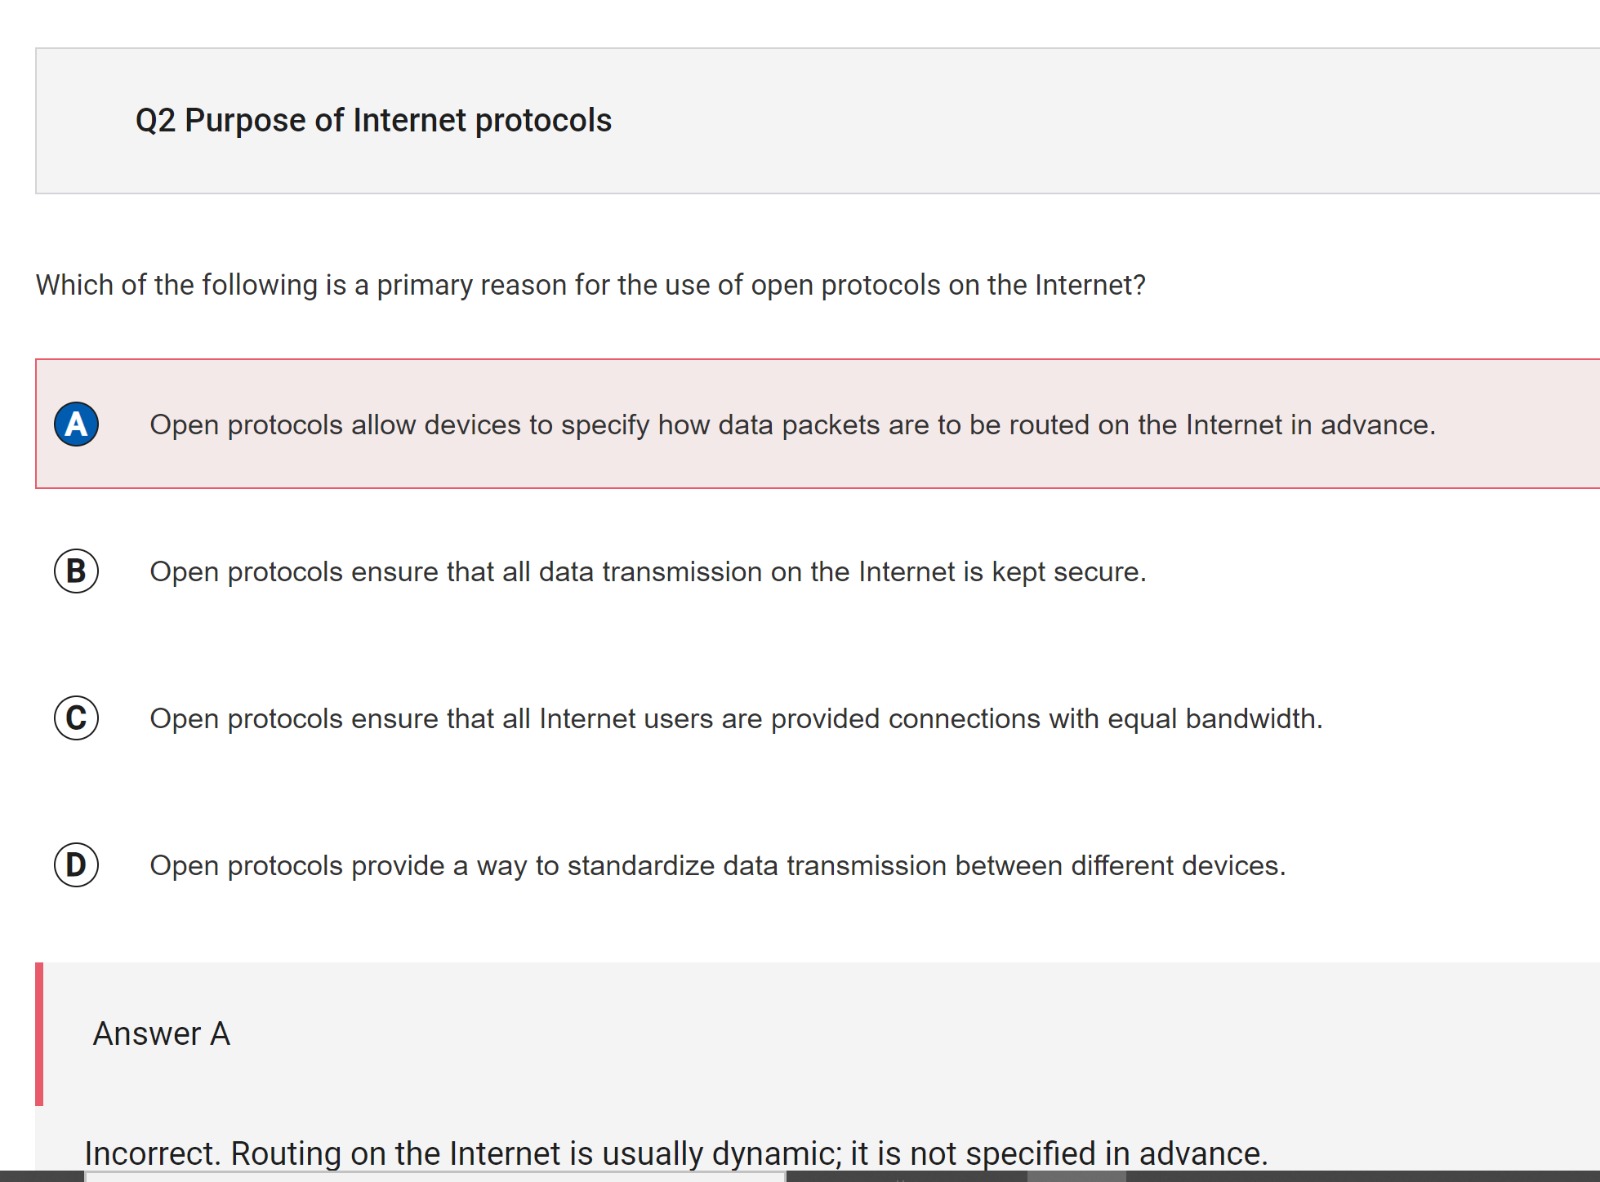 Q2 Purpose of Internet protocols
Which of the following is a primary reason for the use of open protocols on the Internet?
A Open protocols allow devices to specify how data packets are to be routed on the Internet in advance.
B Open protocols ensure that all data transmission on the Internet is kept secure.
C Open protocols ensure that all Internet users are provided connections with equal bandwidth.
D Open protocols provide a way to standardize data transmission between different devices.
Answer A
Incorrect. Routing on the Internet is usually dynamic; it is not specified in advance.